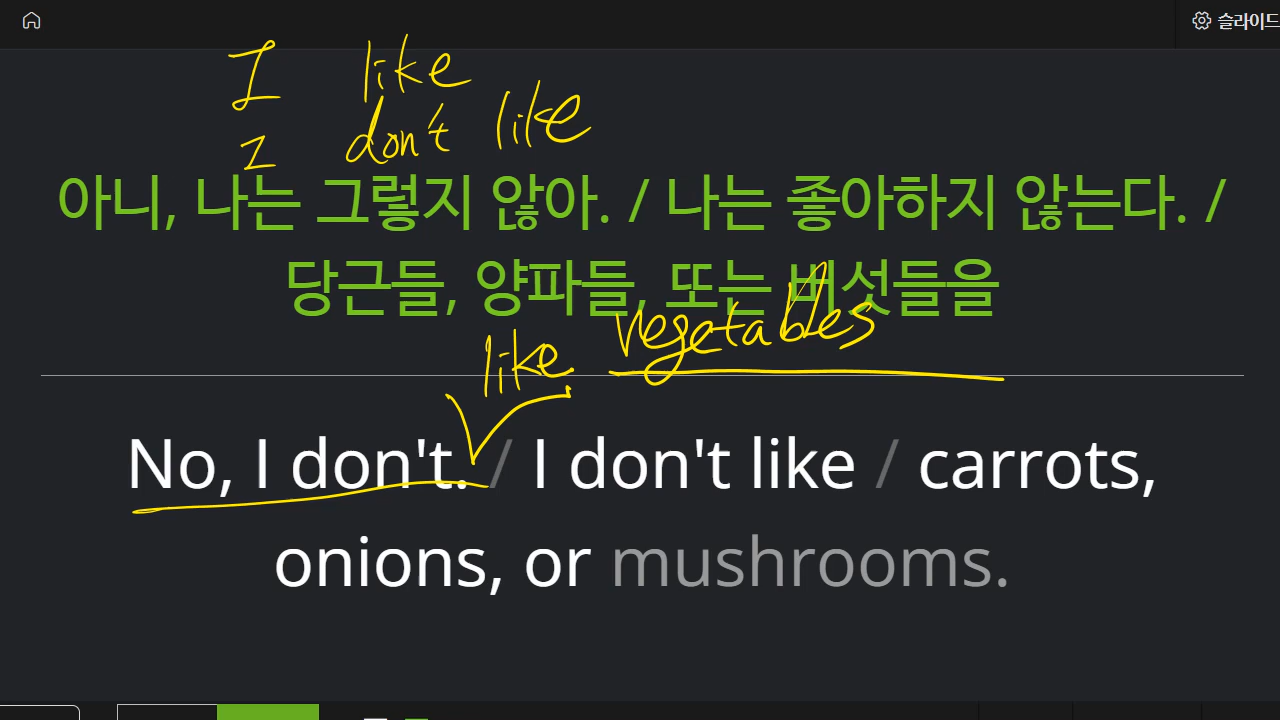 슬라이드
I like
I don't like
아니, 나는 그렇지 않아. / 나는 좋아하지 않는다. /
당근들, 양파들, 또는 버섯들을
like vegetables
No, I don't. / I don't like / carrots,
onions, or mushrooms.